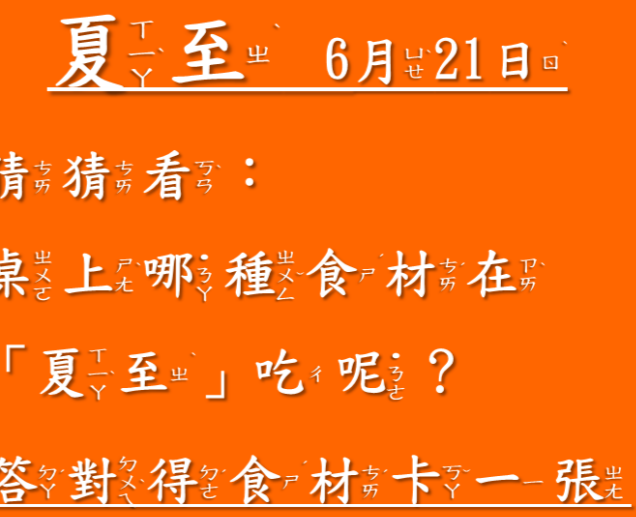 夏至 6月21日
猜猜看：
桌上哪種食材在
「夏至」吃呢？
答對得食材卡一張